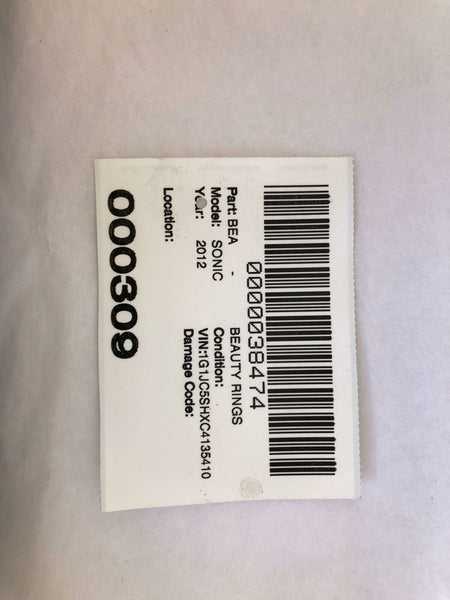 0000038474
Part: BEA - BEAUTY RINGS
Model: SONIC Condition:
Year: 2012 VIN:1G1JC5SHXC4135410
Damage Code:
Location:
000309